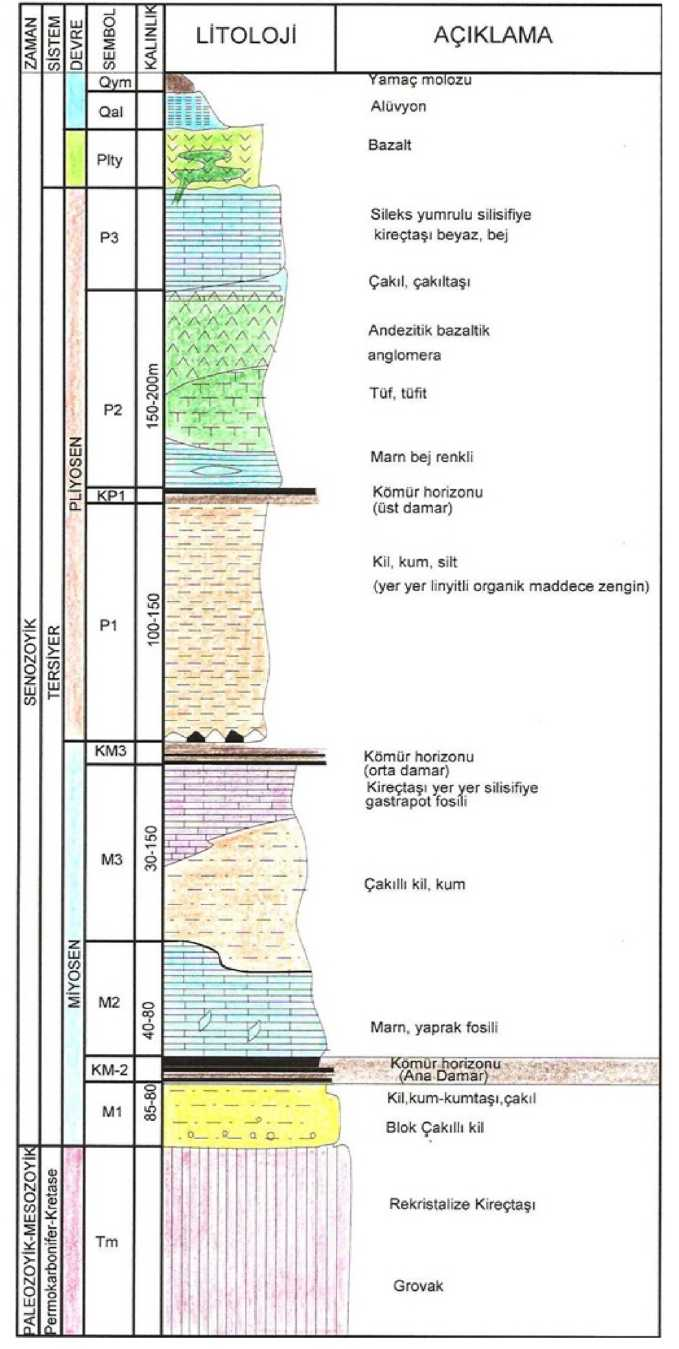 ZAMAN
SİSTEM
DEVRE
SEMBOL
KALINLIK
LİTOLOJİ
AÇIKLAMA
Qym
Yamaç molozu
Qal
Alüvyon
Plty
Bazalt
P3
Sileks yumrulu silisifiye
kireçtaşı beyaz, bej
Çakıl, çakıltaşı
P2
150-200m
Andezitik bazaltik
anglomera
Tüf, tüfit
Marn bej renkli
KP1
Kömür horizonu
(üst damar)
PLİYOSEN
P1
100-150
Kil, kum, silt
(yer yer linyitli organik maddece zengin)
SENOZOYİK
TERSİYER
KM3
Kömür horizonu
(orta damar)
Kireçtaşı yer yer silisifiye
gastrapot fosili
M3
30-150
Çakıllı kil, kum
MİYOSEN
M2
40-80
Marn, yaprak fosili
KM-2
Kömür horizonu
(Ana Damar)
M1
85-80
Kil,kum-kumtaşı,çakıl
Blok Çakıllı kil
PALEOZOYİK-MESOZOYİK
Permokarbonifer-Kretase
Tm
Rekristalize Kireçtaşı
Grovak